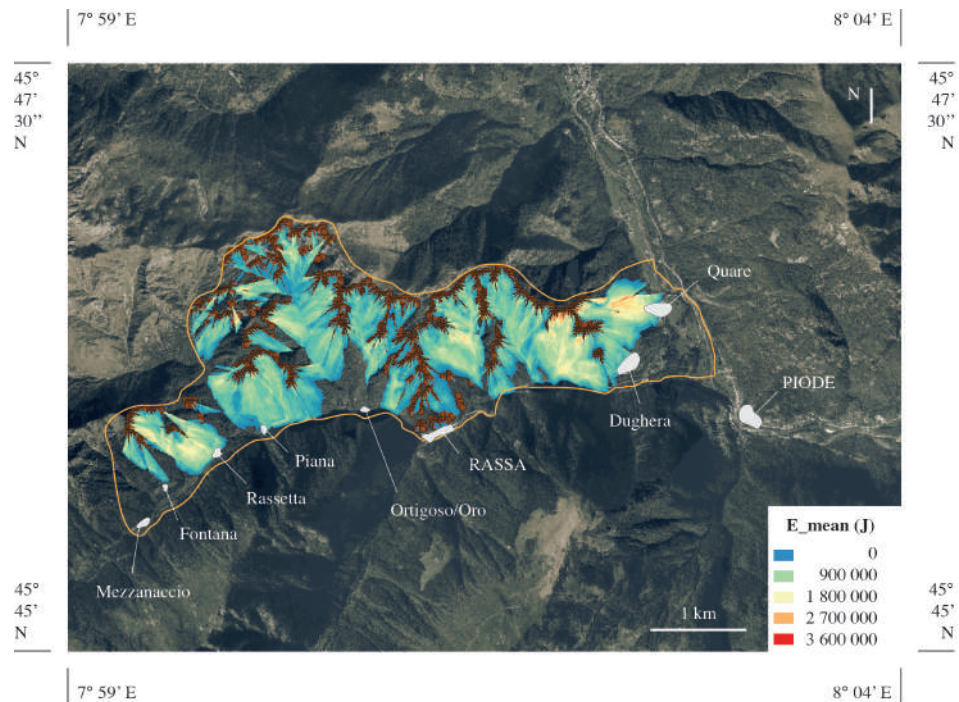 7° 59' E
8° 04' E
45°
47'
30''
N
45°
47'
30''
N
N
Quare
PIODE
Dughera
RASSA
Piana
Ortigoso/Oro
Rassetta
Fontana
Mezzanaccio
E_mean (J)
0
900 000
1 800 000
2 700 000
3 600 000
1 km
45°
45'
N
45°
45'
N
7° 59' E
8° 04' E